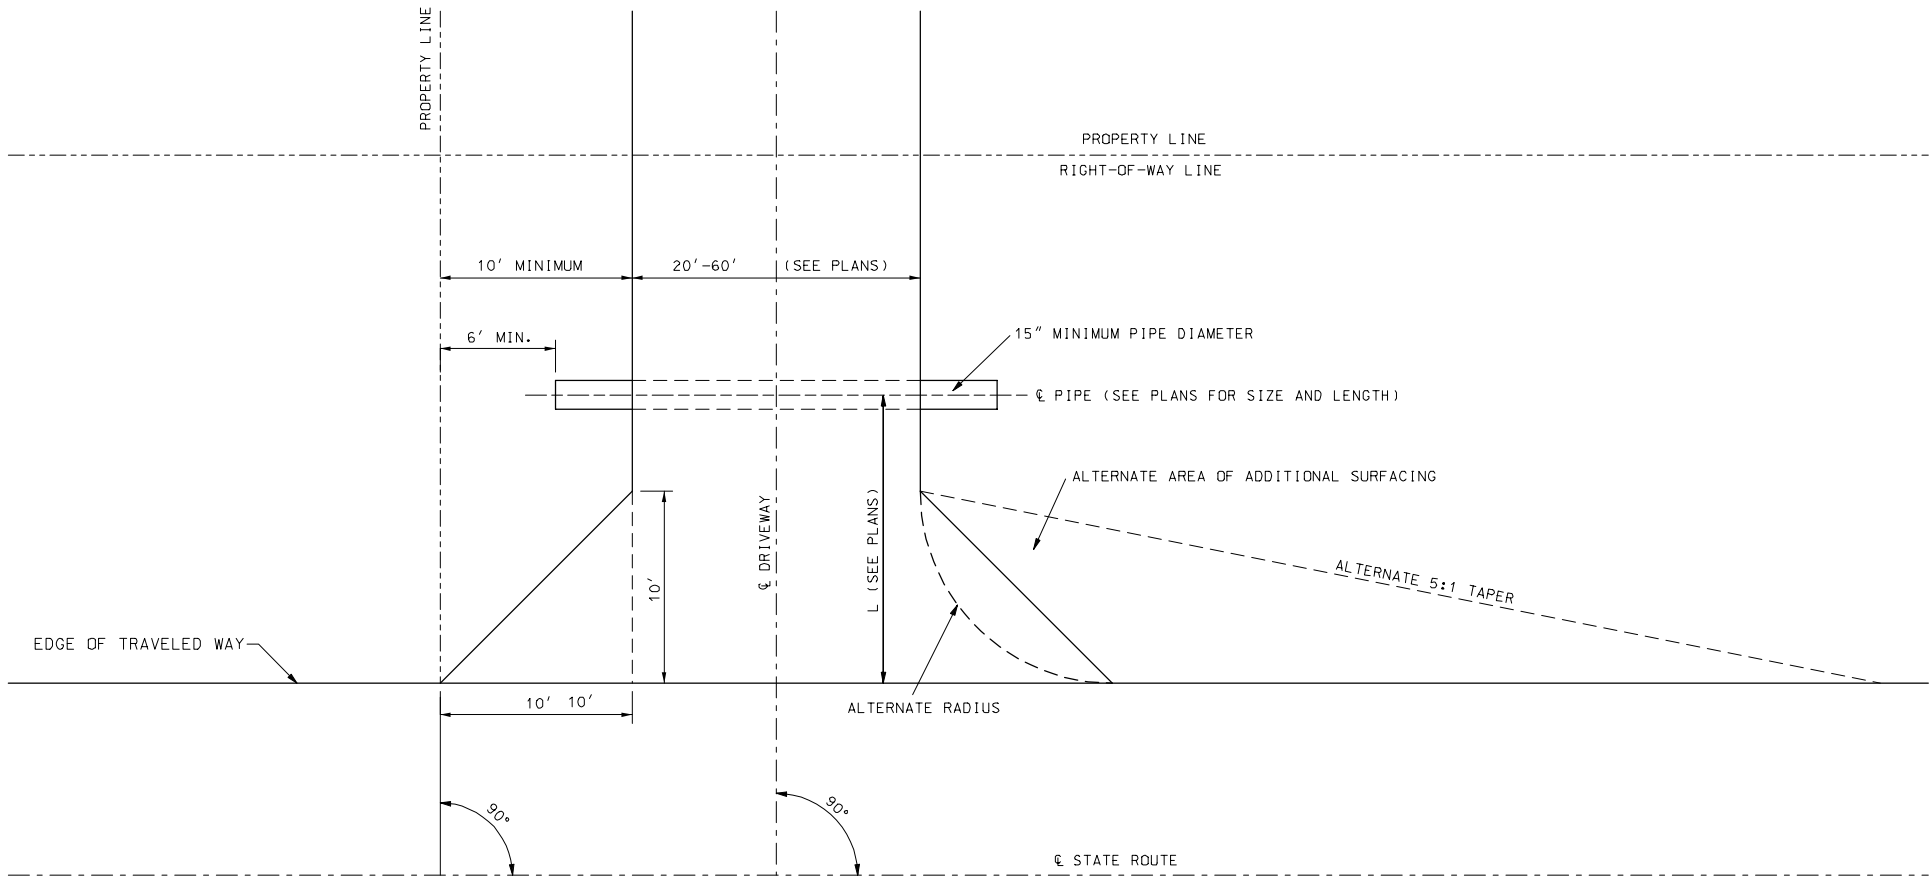 PROPERTY LINE
PROPERTY LINE
RIGHT-OF-WAY LINE
10' MINIMUM
20'-60' (SEE PLANS)
6' MIN.
15" MINIMUM PIPE DIAMETER
℄ PIPE (SEE PLANS FOR SIZE AND LENGTH)
ALTERNATE AREA OF ADDITIONAL SURFACING
10'
℄ DRIVEWAY
L (SEE PLANS)
ALTERNATE 5:1 TAPER
EDGE OF TRAVELED WAY
10' 10'
ALTERNATE RADIUS
90°
90°
℄ STATE ROUTE